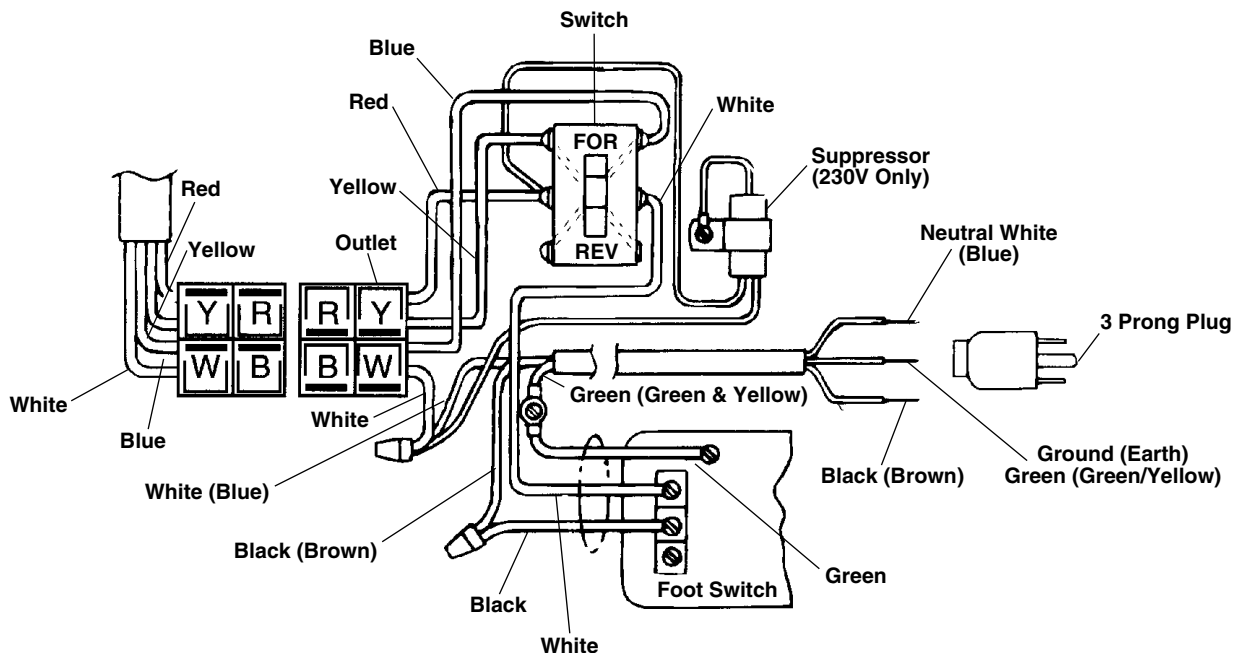 Switch
Blue
Red
White
FOR
Suppressor
(230V Only)
Red
Yellow
Yellow
Outlet
REV
Neutral White
(Blue)
Y R
R Y
W B
B W
3 Prong Plug
White
Blue
White
Green (Green & Yellow)
Ground (Earth)
Green (Green/Yellow)
Black (Brown)
White (Blue)
Black (Brown)
Black
Green
Foot Switch
White